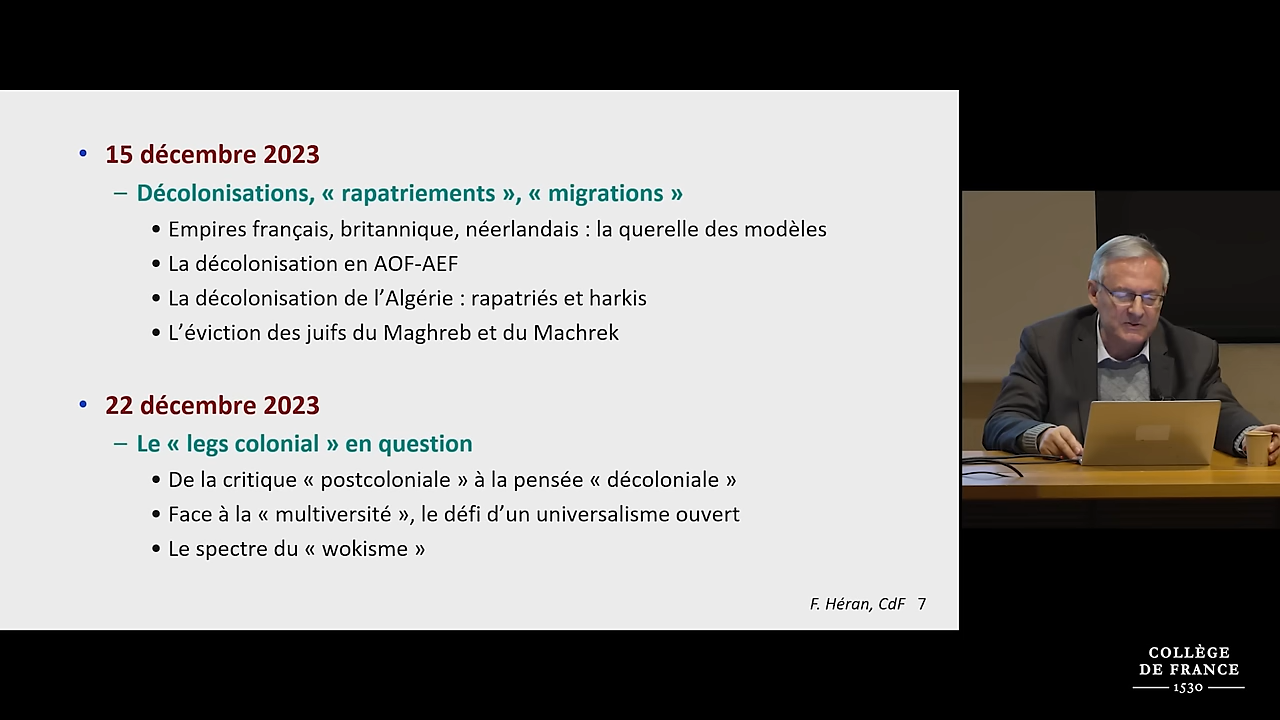 • 15 décembre 2023
– Décolonisations, « rapatriements », « migrations »
• Empires français, britannique, néerlandais : la querelle des modèles
• La décolonisation en AOF-AEF
• La décolonisation de l’Algérie : rapatriés et harkis
• L’éviction des juifs du Maghreb et du Machrek
• 22 décembre 2023
– Le « legs colonial » en question
• De la critique « postcoloniale » à la pensée « décoloniale »
• Face à la « multiversité », le défi d’un universalisme ouvert
• Le spectre du « wokisme »
F. Héran, CdF 7
COLLÈGE
DE FRANCE
1530